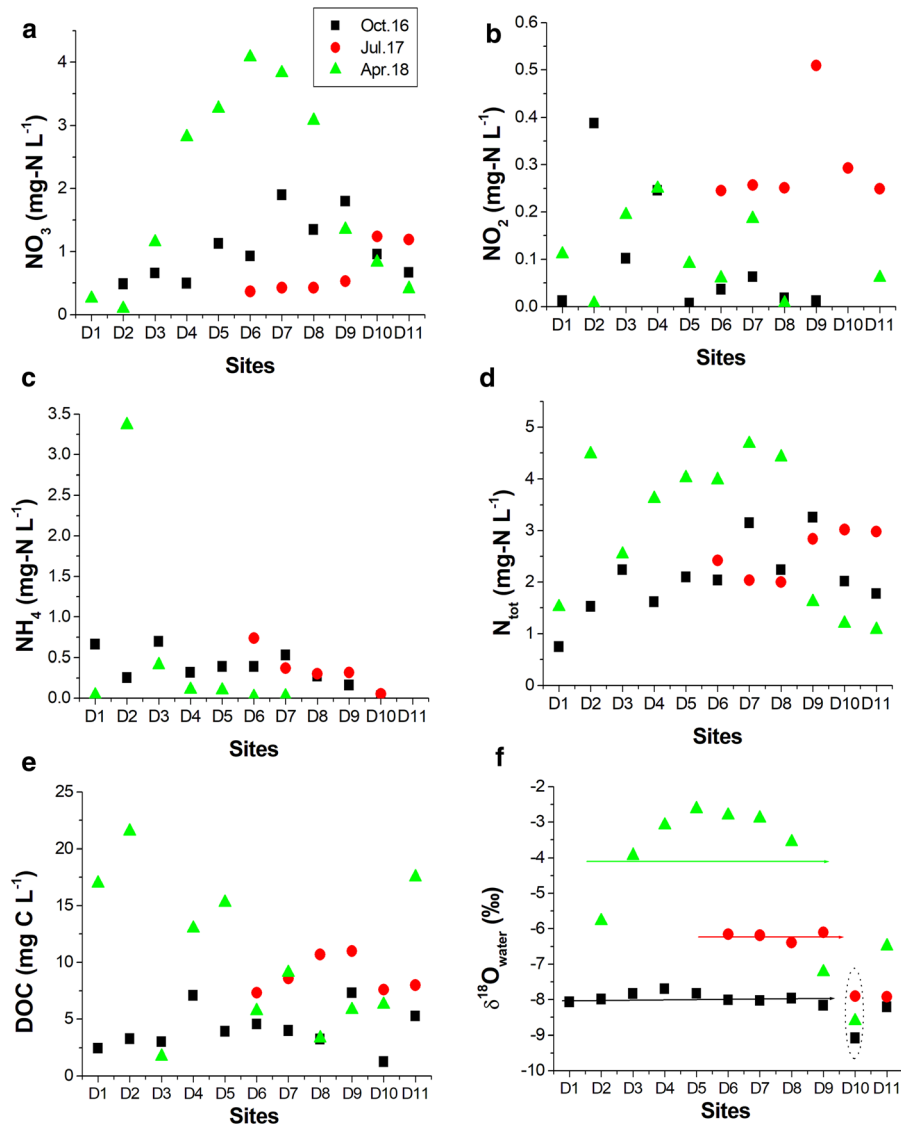 a
Oct.16
Jul.17
Apr.18
4
3
2
1
0
NO3 (mg-N L-1)
D1 D2 D3 D4 D5 D6 D7 D8 D9 D10 D11
Sites
b
0.6
0.5
0.4
0.3
0.2
0.1
0.0
NO2 (mg-N L-1)
D1 D2 D3 D4 D5 D6 D7 D8 D9 D10 D11
Sites
c
3.5
3.0
2.5
2.0
1.5
1.0
0.5
0.0
NH4 (mg-N L-1)
D1 D2 D3 D4 D5 D6 D7 D8 D9 D10 D11
Sites
d
5
4
3
2
1
0
Ntot (mg-N L-1)
D1 D2 D3 D4 D5 D6 D7 D8 D9 D10 D11
Sites
e
25
20
15
10
5
0
DOC (mg C L-1)
D1 D2 D3 D4 D5 D6 D7 D8 D9 D10 D11
Sites
f
-2
-3
-4
-5
-6
-7
-8
-9
-10
δ18Owater (‰)
D1 D2 D3 D4 D5 D6 D7 D8 D9 D10 D11
Sites